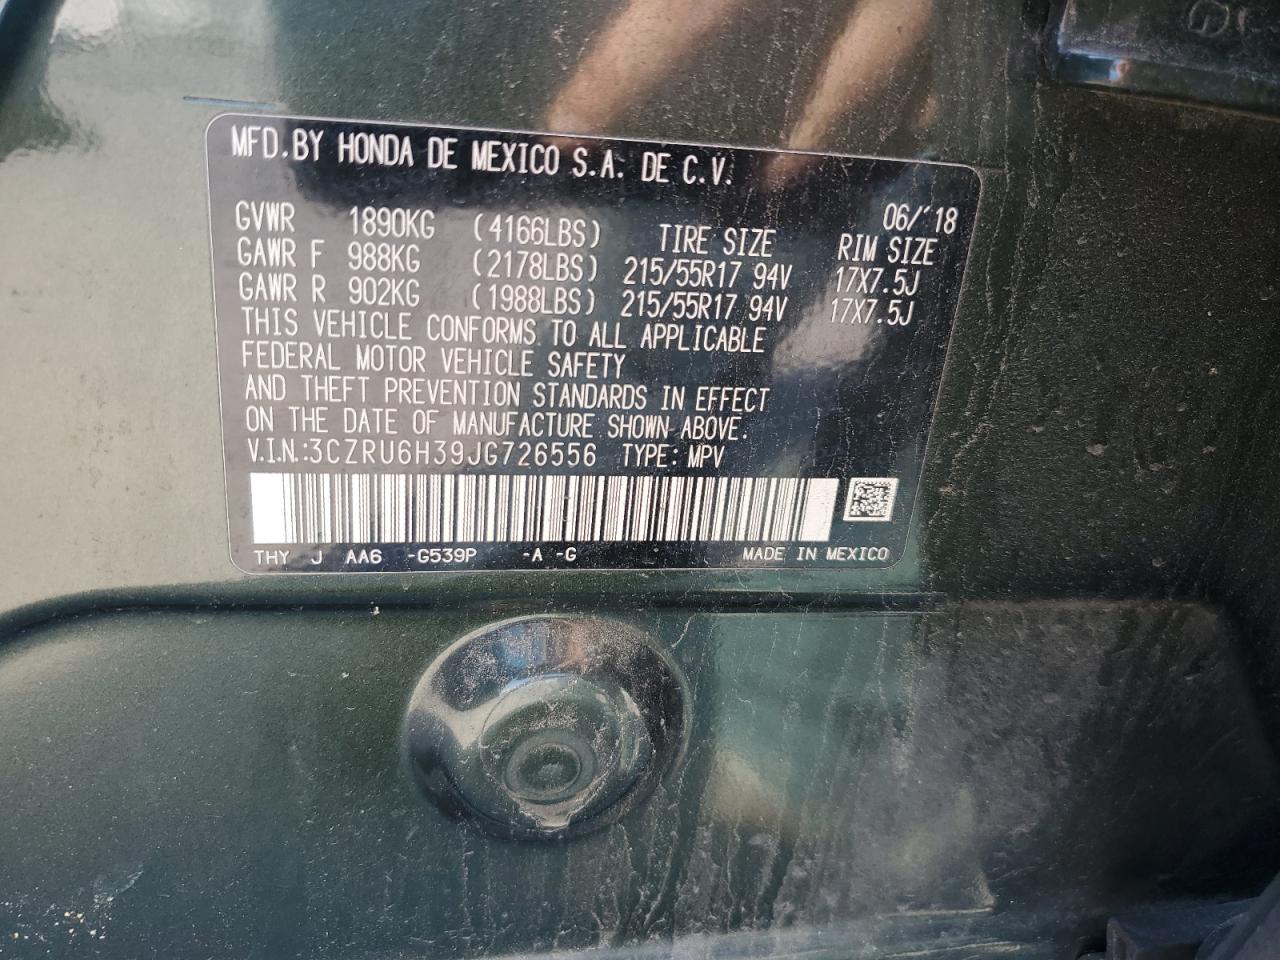 MFD.BY HONDA DE MEXICO S.A. DE C.V.
06/'18
GVWR 1890KG (4166LBS) TIRE SIZE RIM SIZE
GAWR F 988KG (2178LBS) 215/55R17 94V 17X7.5J
GAWR R 902KG (1988LBS) 215/55R17 94V 17X7.5J
THIS VEHICLE CONFORMS TO ALL APPLICABLE
FEDERAL MOTOR VEHICLE SAFETY
AND THEFT PREVENTION STANDARDS IN EFFECT
ON THE DATE OF MANUFACTURE SHOWN ABOVE.
V.I.N.:3CZRU6H39JG726556 TYPE: MPV
THY J AA6 -G539P -A -G MADE IN MEXICO